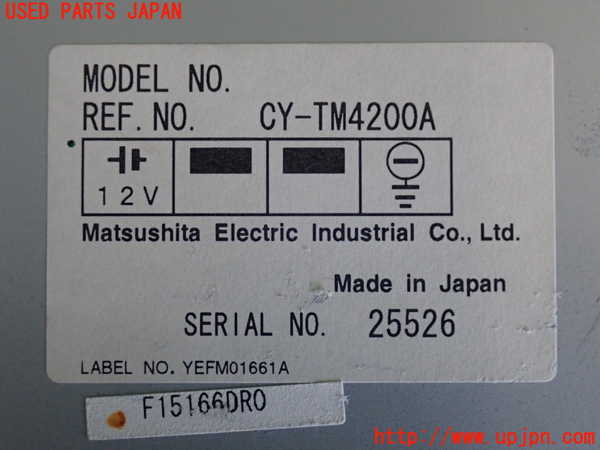 USED PARTS JAPAN
MODEL NO.
REF. NO. CY-TM4200A
12V
Matsushita Electric Industrial Co., Ltd.
Made in Japan
SERIAL NO. 25526
LABEL NO. YEFM01661A
F15166DRO
http://www.upjpn.com/